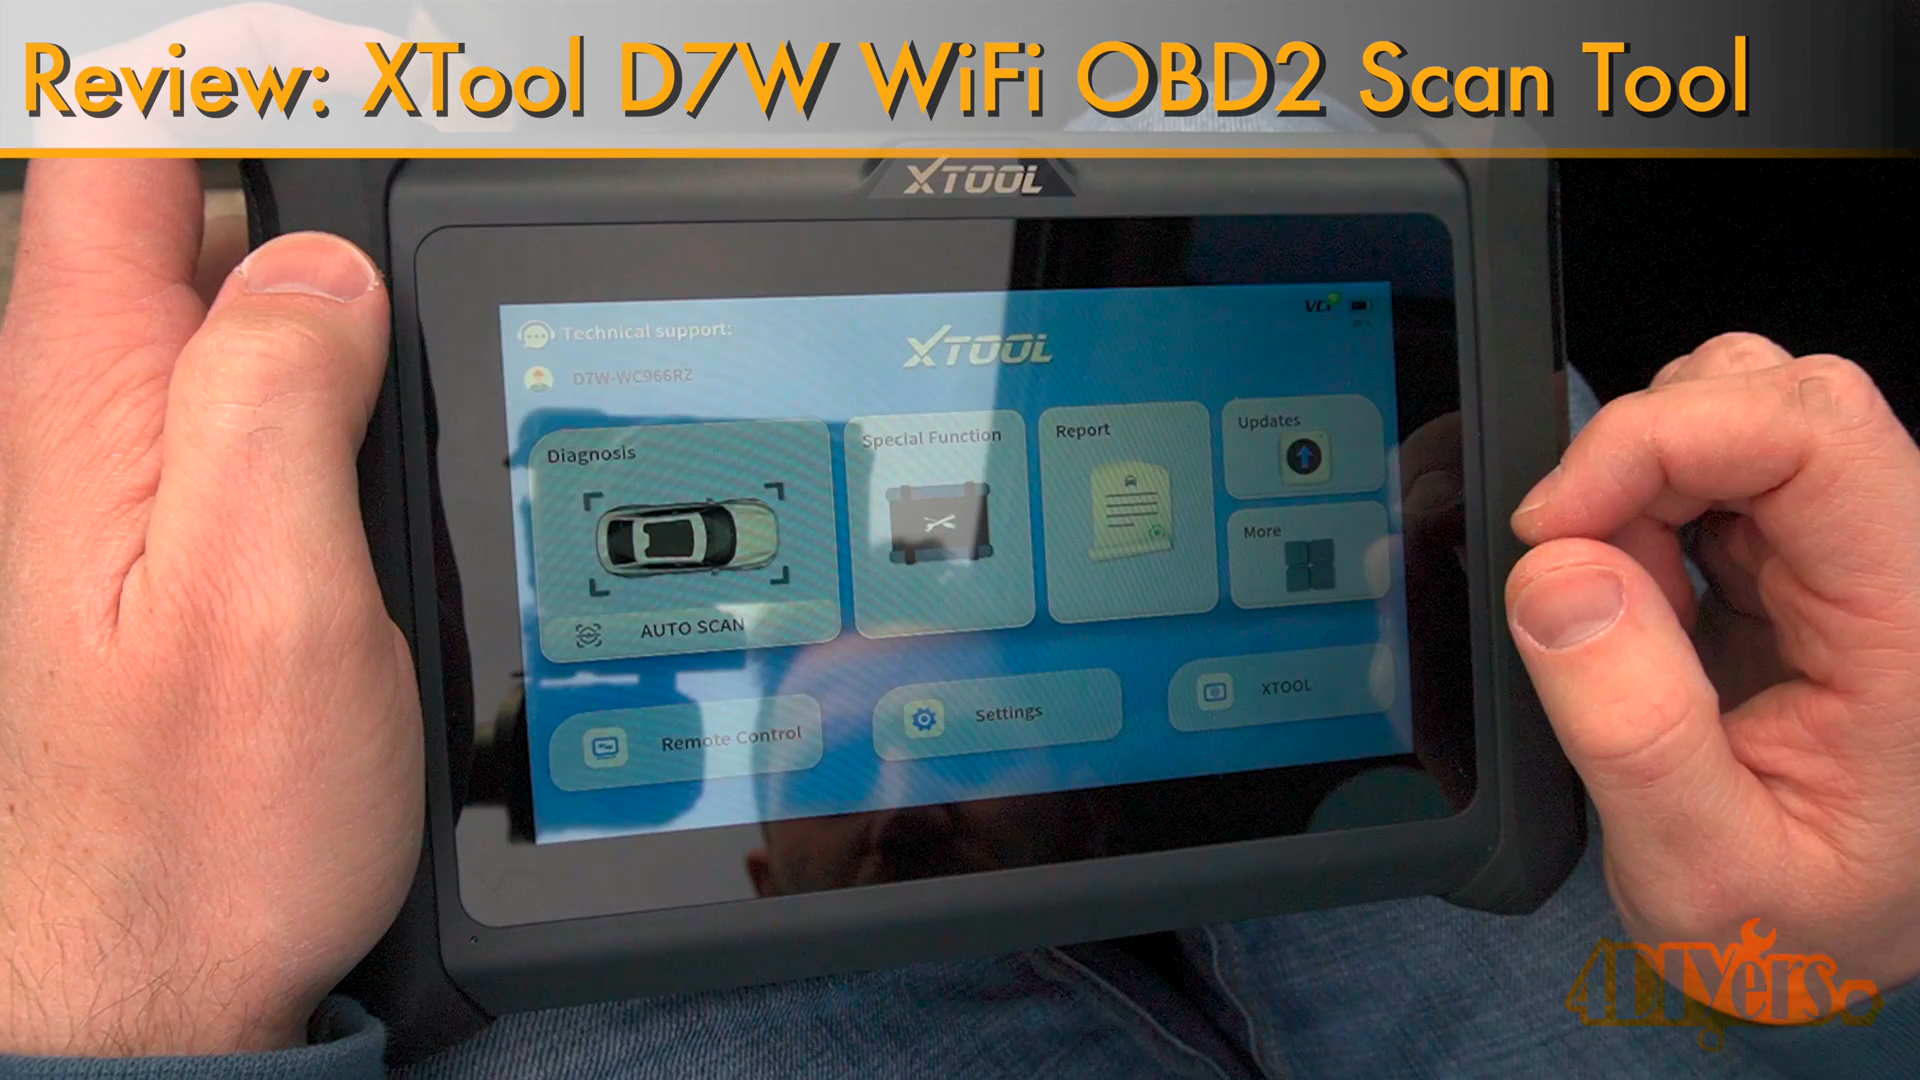 Review: XTool D7W WiFi OBD2 Scan Tool
XTOOL
VCI
Technical support:
XTOOL
D7W-WC966RZ
Diagnosis
Special Function
Report
Updates
More
AUTO SCAN
Remote Control
Settings
XTOOL
4DIYers